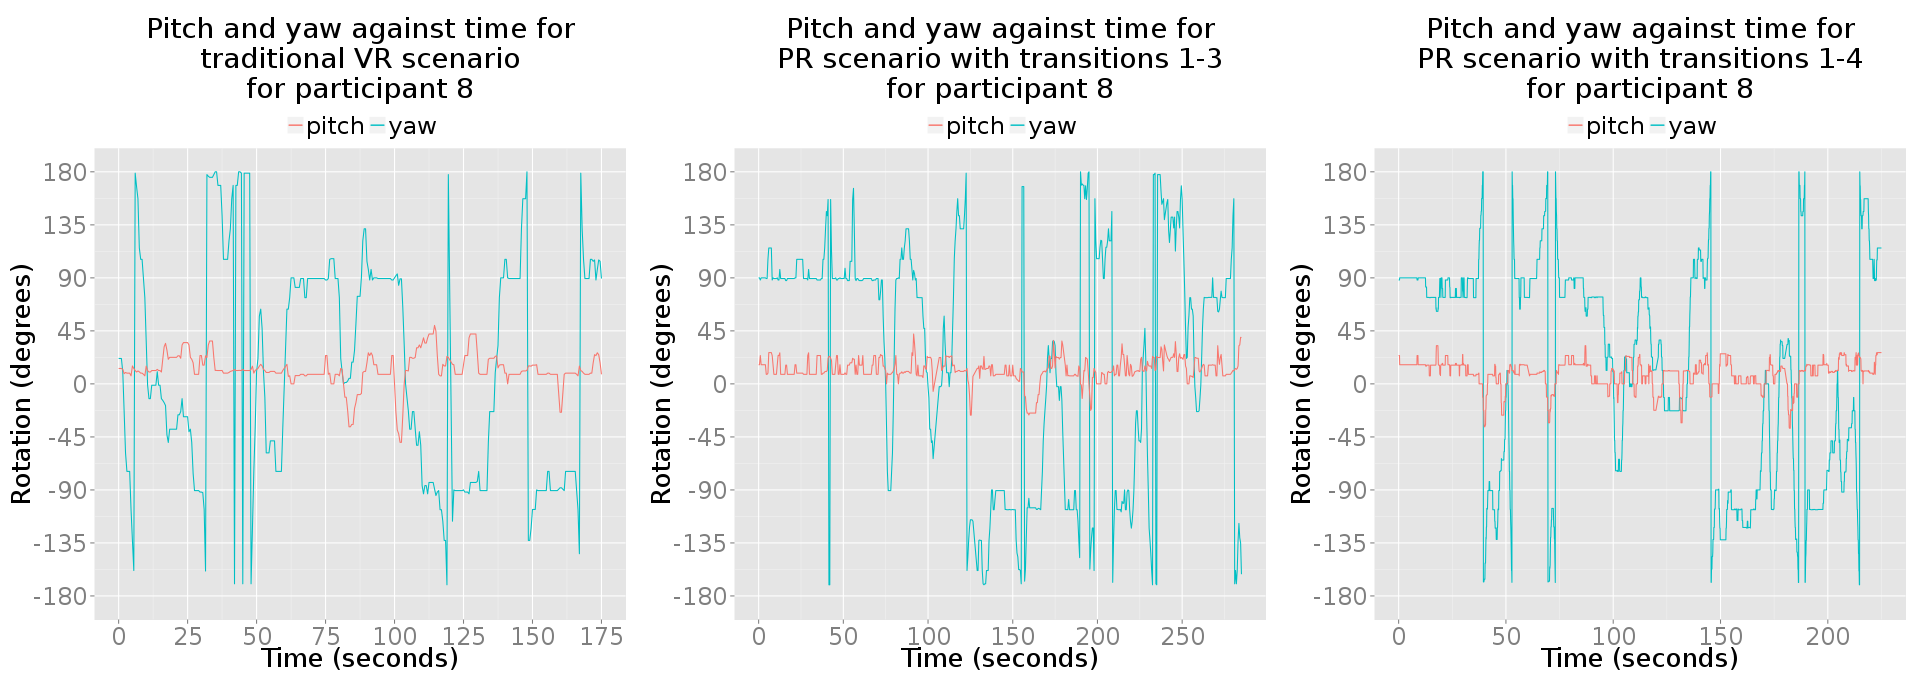 Pitch and yaw against time for
traditional VR scenario
for participant 8
pitch yaw
180
135
90
45
0
-45
-90
-135
-180
Rotation (degrees)
0 25 50 75 100 125 150 175
Time (seconds)
Pitch and yaw against time for
PR scenario with transitions 1-3
for participant 8
pitch yaw
180
135
90
45
0
-45
-90
-135
-180
Rotation (degrees)
0 50 100 150 200 250
Time (seconds)
Pitch and yaw against time for
PR scenario with transitions 1-4
for participant 8
pitch yaw
180
135
90
45
0
-45
-90
-135
-180
Rotation (degrees)
0 50 100 150 200
Time (seconds)